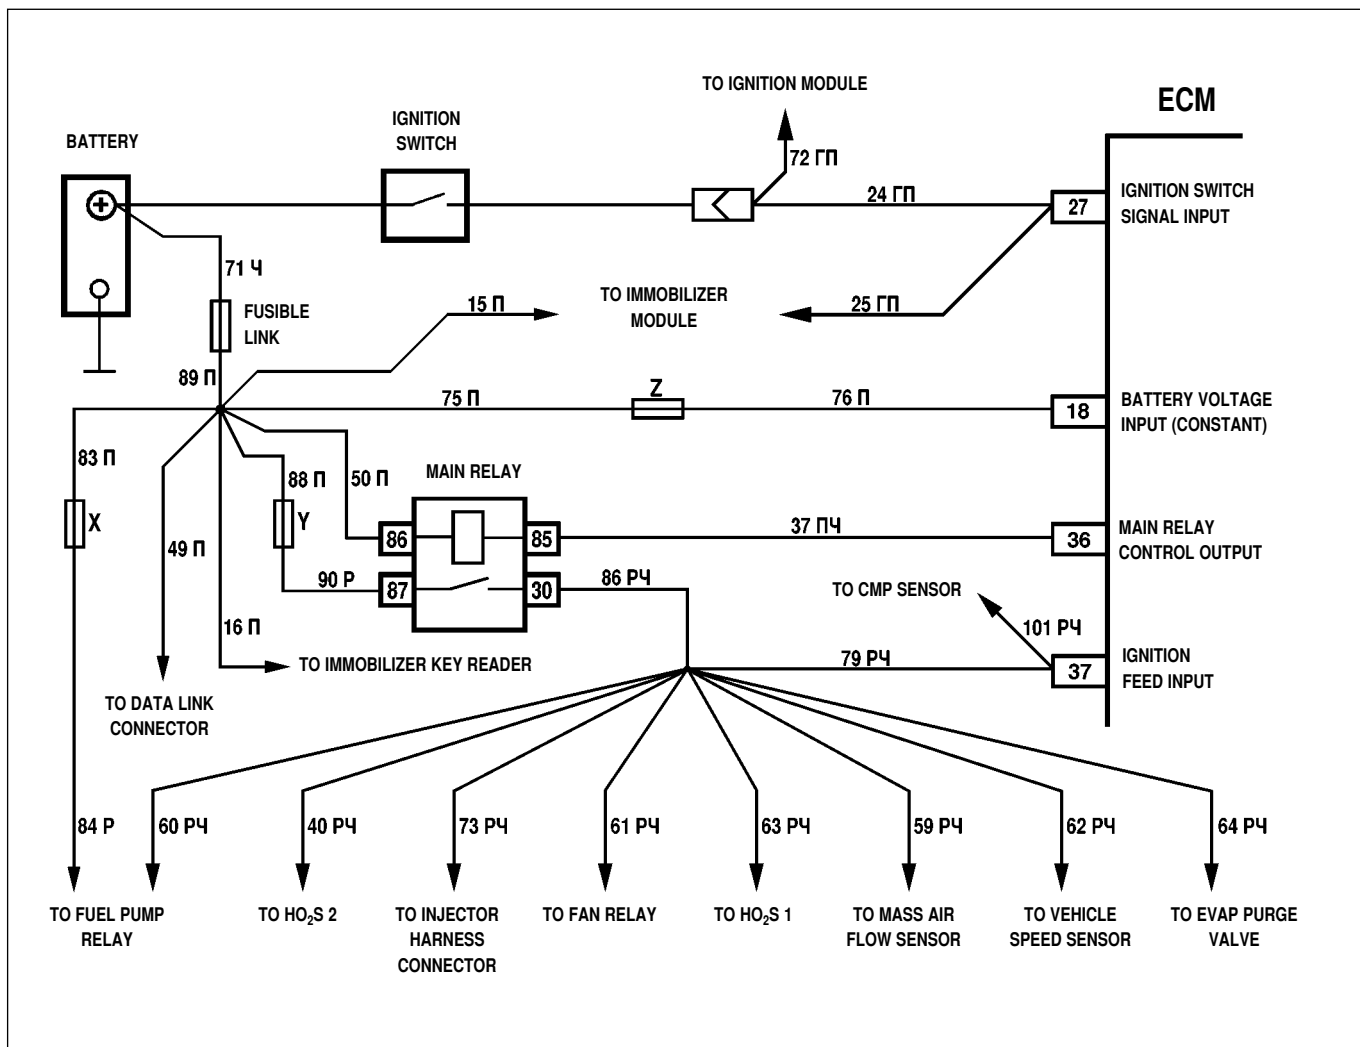 TO IGNITION MODULE
ECM
IGNITION
SWITCH
BATTERY
72 ГП
24 ГП
27
IGNITION SWITCH
SIGNAL INPUT
71 Ч
FUSIBLE
LINK
15 П
TO IMMOBILIZER
MODULE
25 ГП
89 П
75 П
Z
76 П
18
BATTERY VOLTAGE
INPUT (CONSTANT)
83 П
88 П
50 П
MAIN RELAY
X
Y
49 П
86
85
37 ПЧ
36
MAIN RELAY
CONTROL OUTPUT
90 Р
87
30
86 РЧ
TO CMP SENSOR
101 РЧ
16 П
TO IMMOBILIZER KEY READER
79 РЧ
37
IGNITION
FEED INPUT
TO DATA LINK
CONNECTOR
84 Р
60 РЧ
40 РЧ
73 РЧ
61 РЧ
63 РЧ
59 РЧ
62 РЧ
64 РЧ
TO FUEL PUMP
RELAY
TO HO₂S 2
TO INJECTOR
HARNESS
CONNECTOR
TO FAN RELAY
TO HO₂S 1
TO MASS AIR
FLOW SENSOR
TO VEHICLE
SPEED SENSOR
TO EVAP PURGE
VALVE